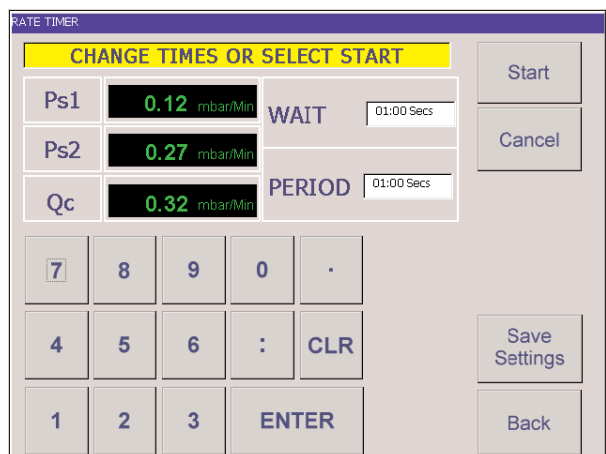 RATE TIMER
CHANGE TIMES OR SELECT START
Ps1 0.12 mbar/Min
Ps2 0.27 mbar/Min
Qc 0.32 mbar/Min
WAIT 01:00 Secs
PERIOD 01:00 Secs
Start
Cancel
7 8 9 0 .
4 5 6 : CLR
1 2 3 ENTER
Save
Settings
Back